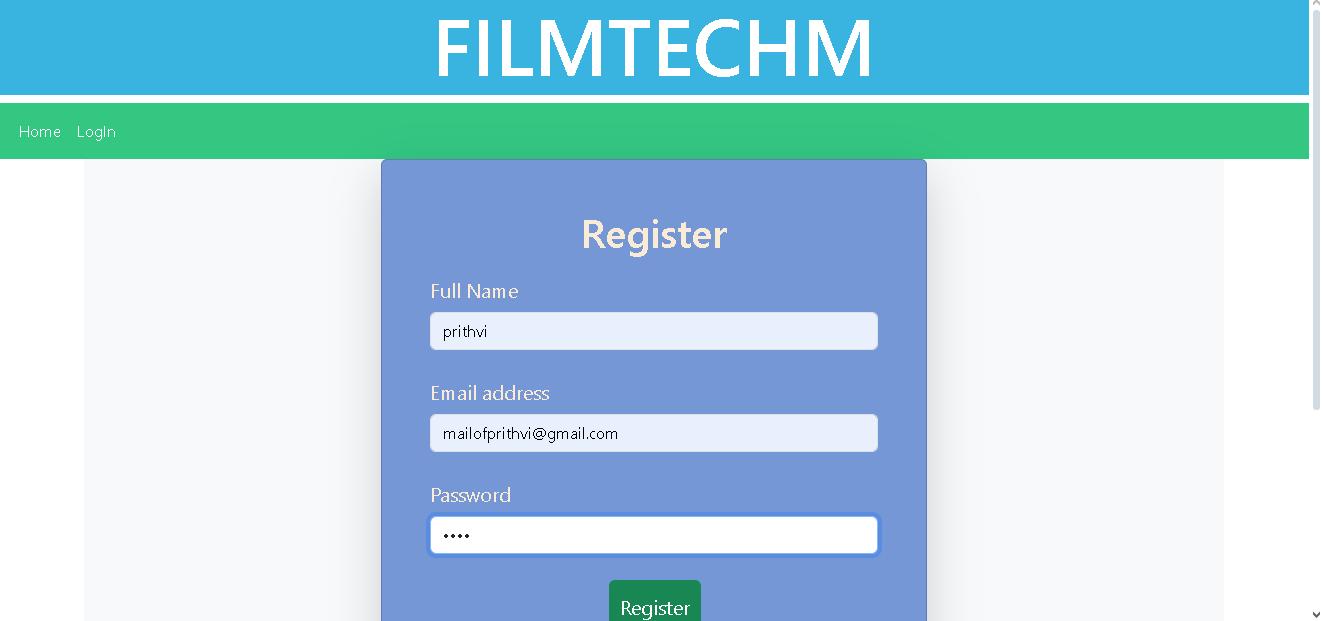 FILMTECHM
Home LogIn
Register
Full Name
prithvi
Email address
mailofprithvi@gmail.com
Password
••••
Register